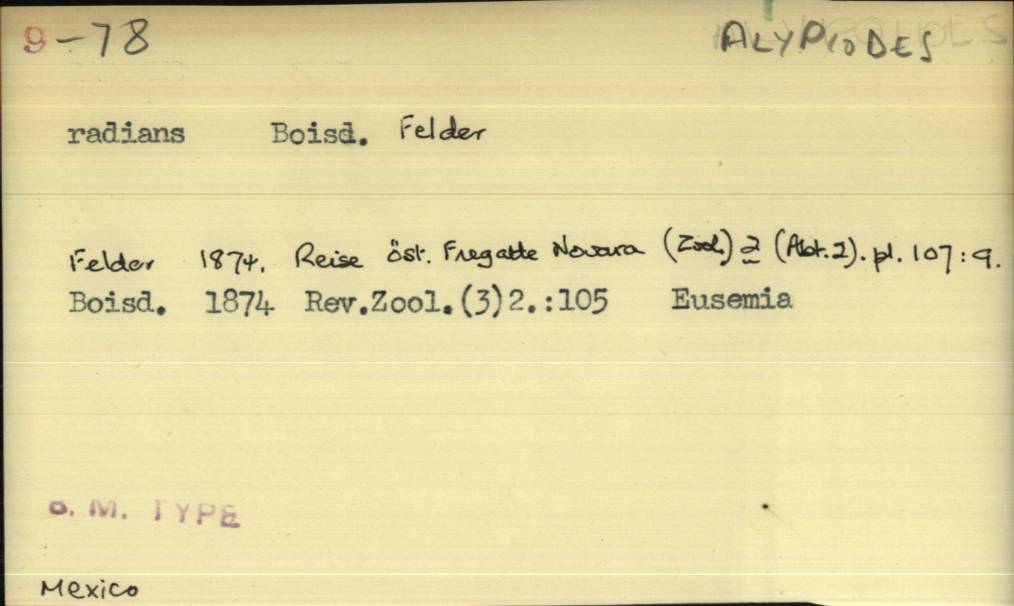 9-78 ALYPIODES
radians Boisd. Felder
Felder 1874. Reise öst. Fregatte Novara (Zool.) 2 (Abt.2). pl. 107:9.
Boisd. 1874 Rev.Zool.(3)2.:105 Eusemia
B. M. TYPE
Mexico